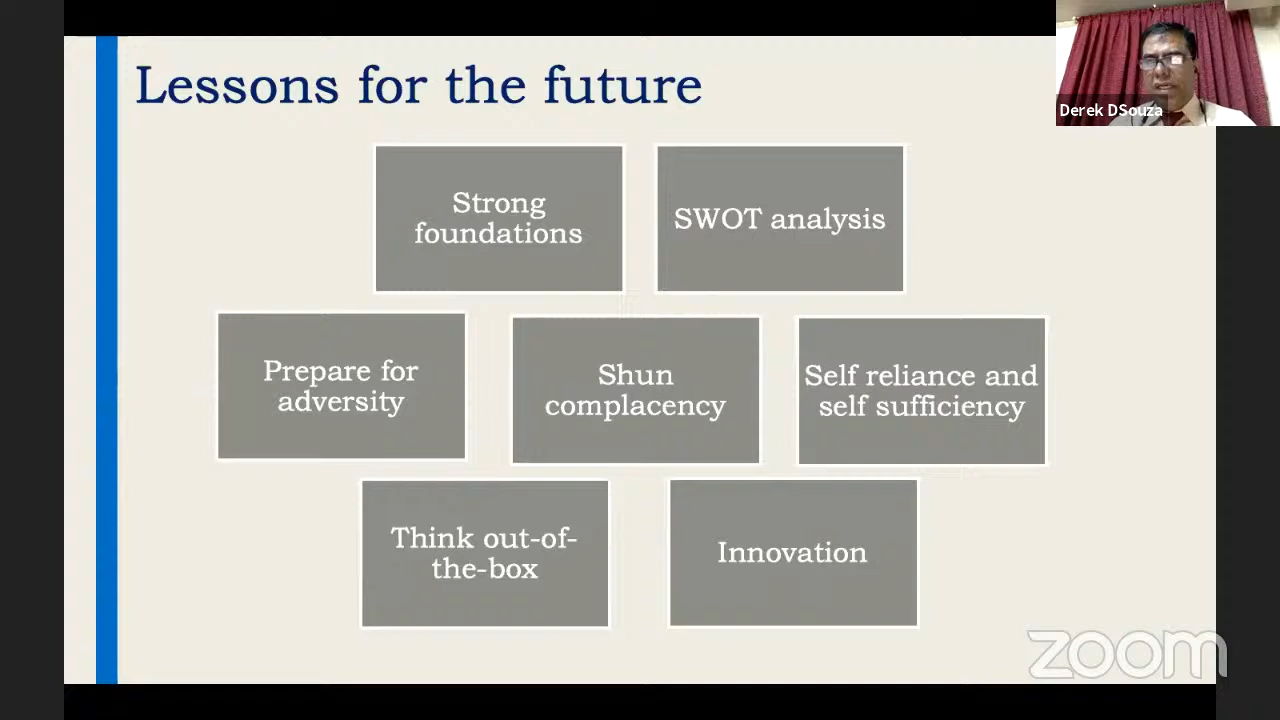 Lessons for the future
Derek DSouza
Strong
foundations
SWOT analysis
Prepare for
adversity
Shun
complacency
Self reliance and
self sufficiency
Think out-of-
the-box
Innovation
zoom